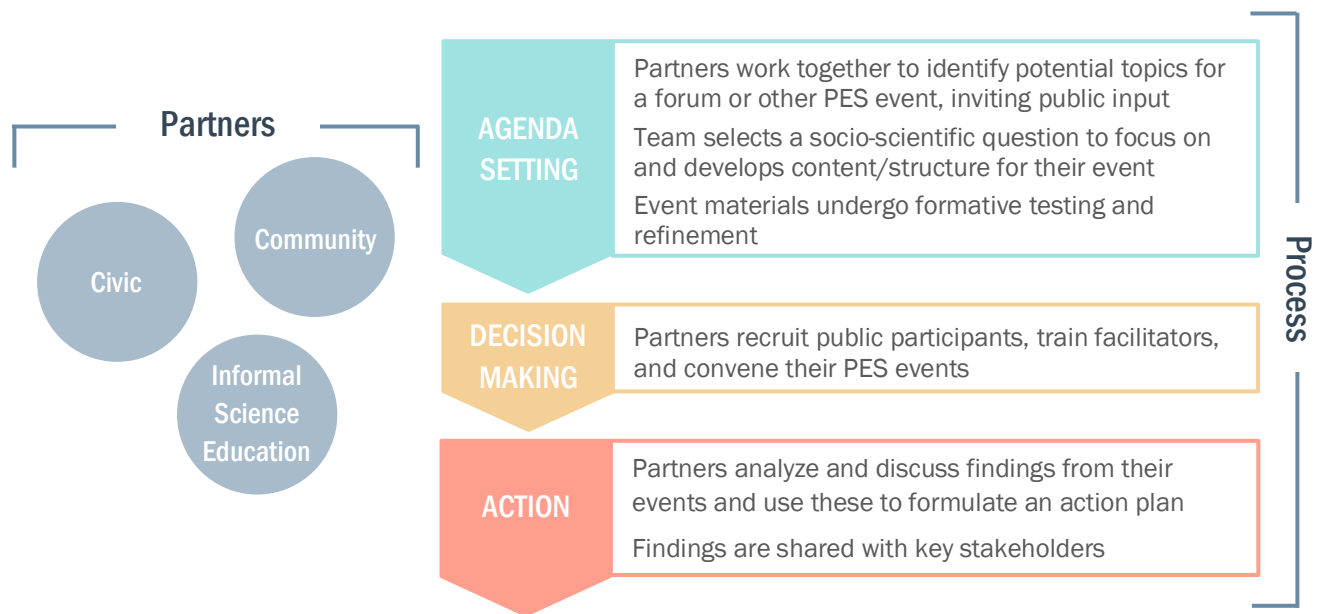 Partners
Civic
Community
Informal
Science
Education
AGENDA
SETTING
Partners work together to identify potential topics for
a forum or other PES event, inviting public input
Team selects a socio-scientific question to focus on
and develops content/structure for their event
Event materials undergo formative testing and
refinement
DECISION
MAKING
Partners recruit public participants, train facilitators,
and convene their PES events
ACTION
Partners analyze and discuss findings from their
events and use these to formulate an action plan
Findings are shared with key stakeholders
Process